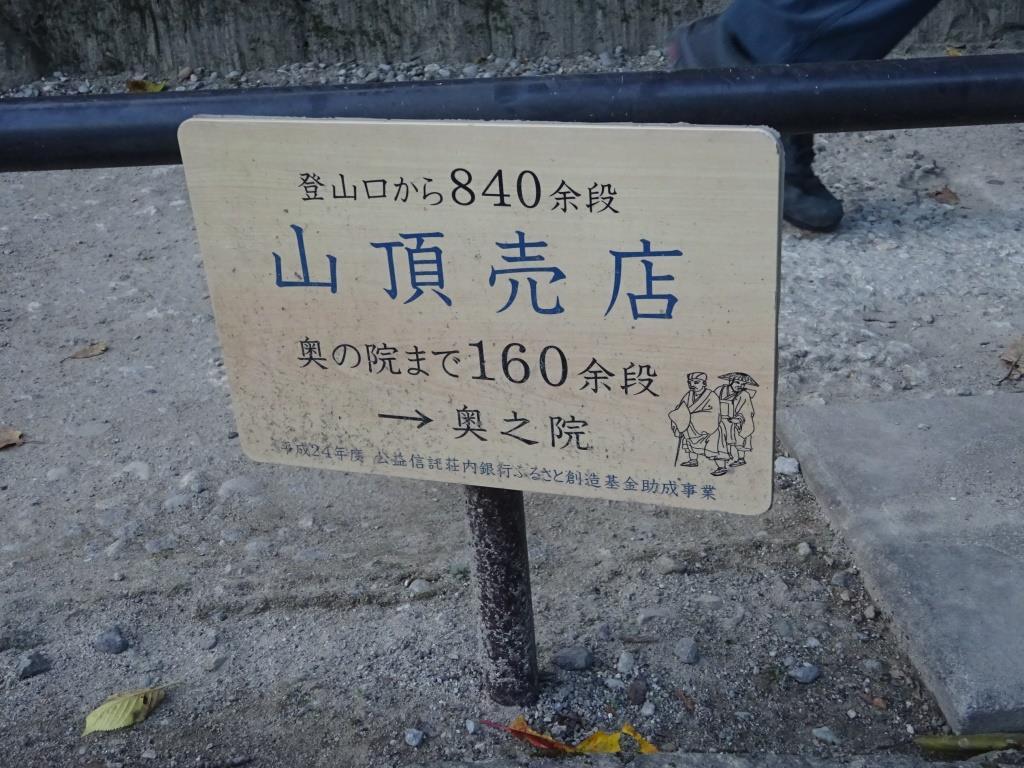 登山口から840余段
山頂売店
奥の院まで160余段
→ 奥之院
平成24年度 公益信託荘内銀行ふるさと創造基金助成事業